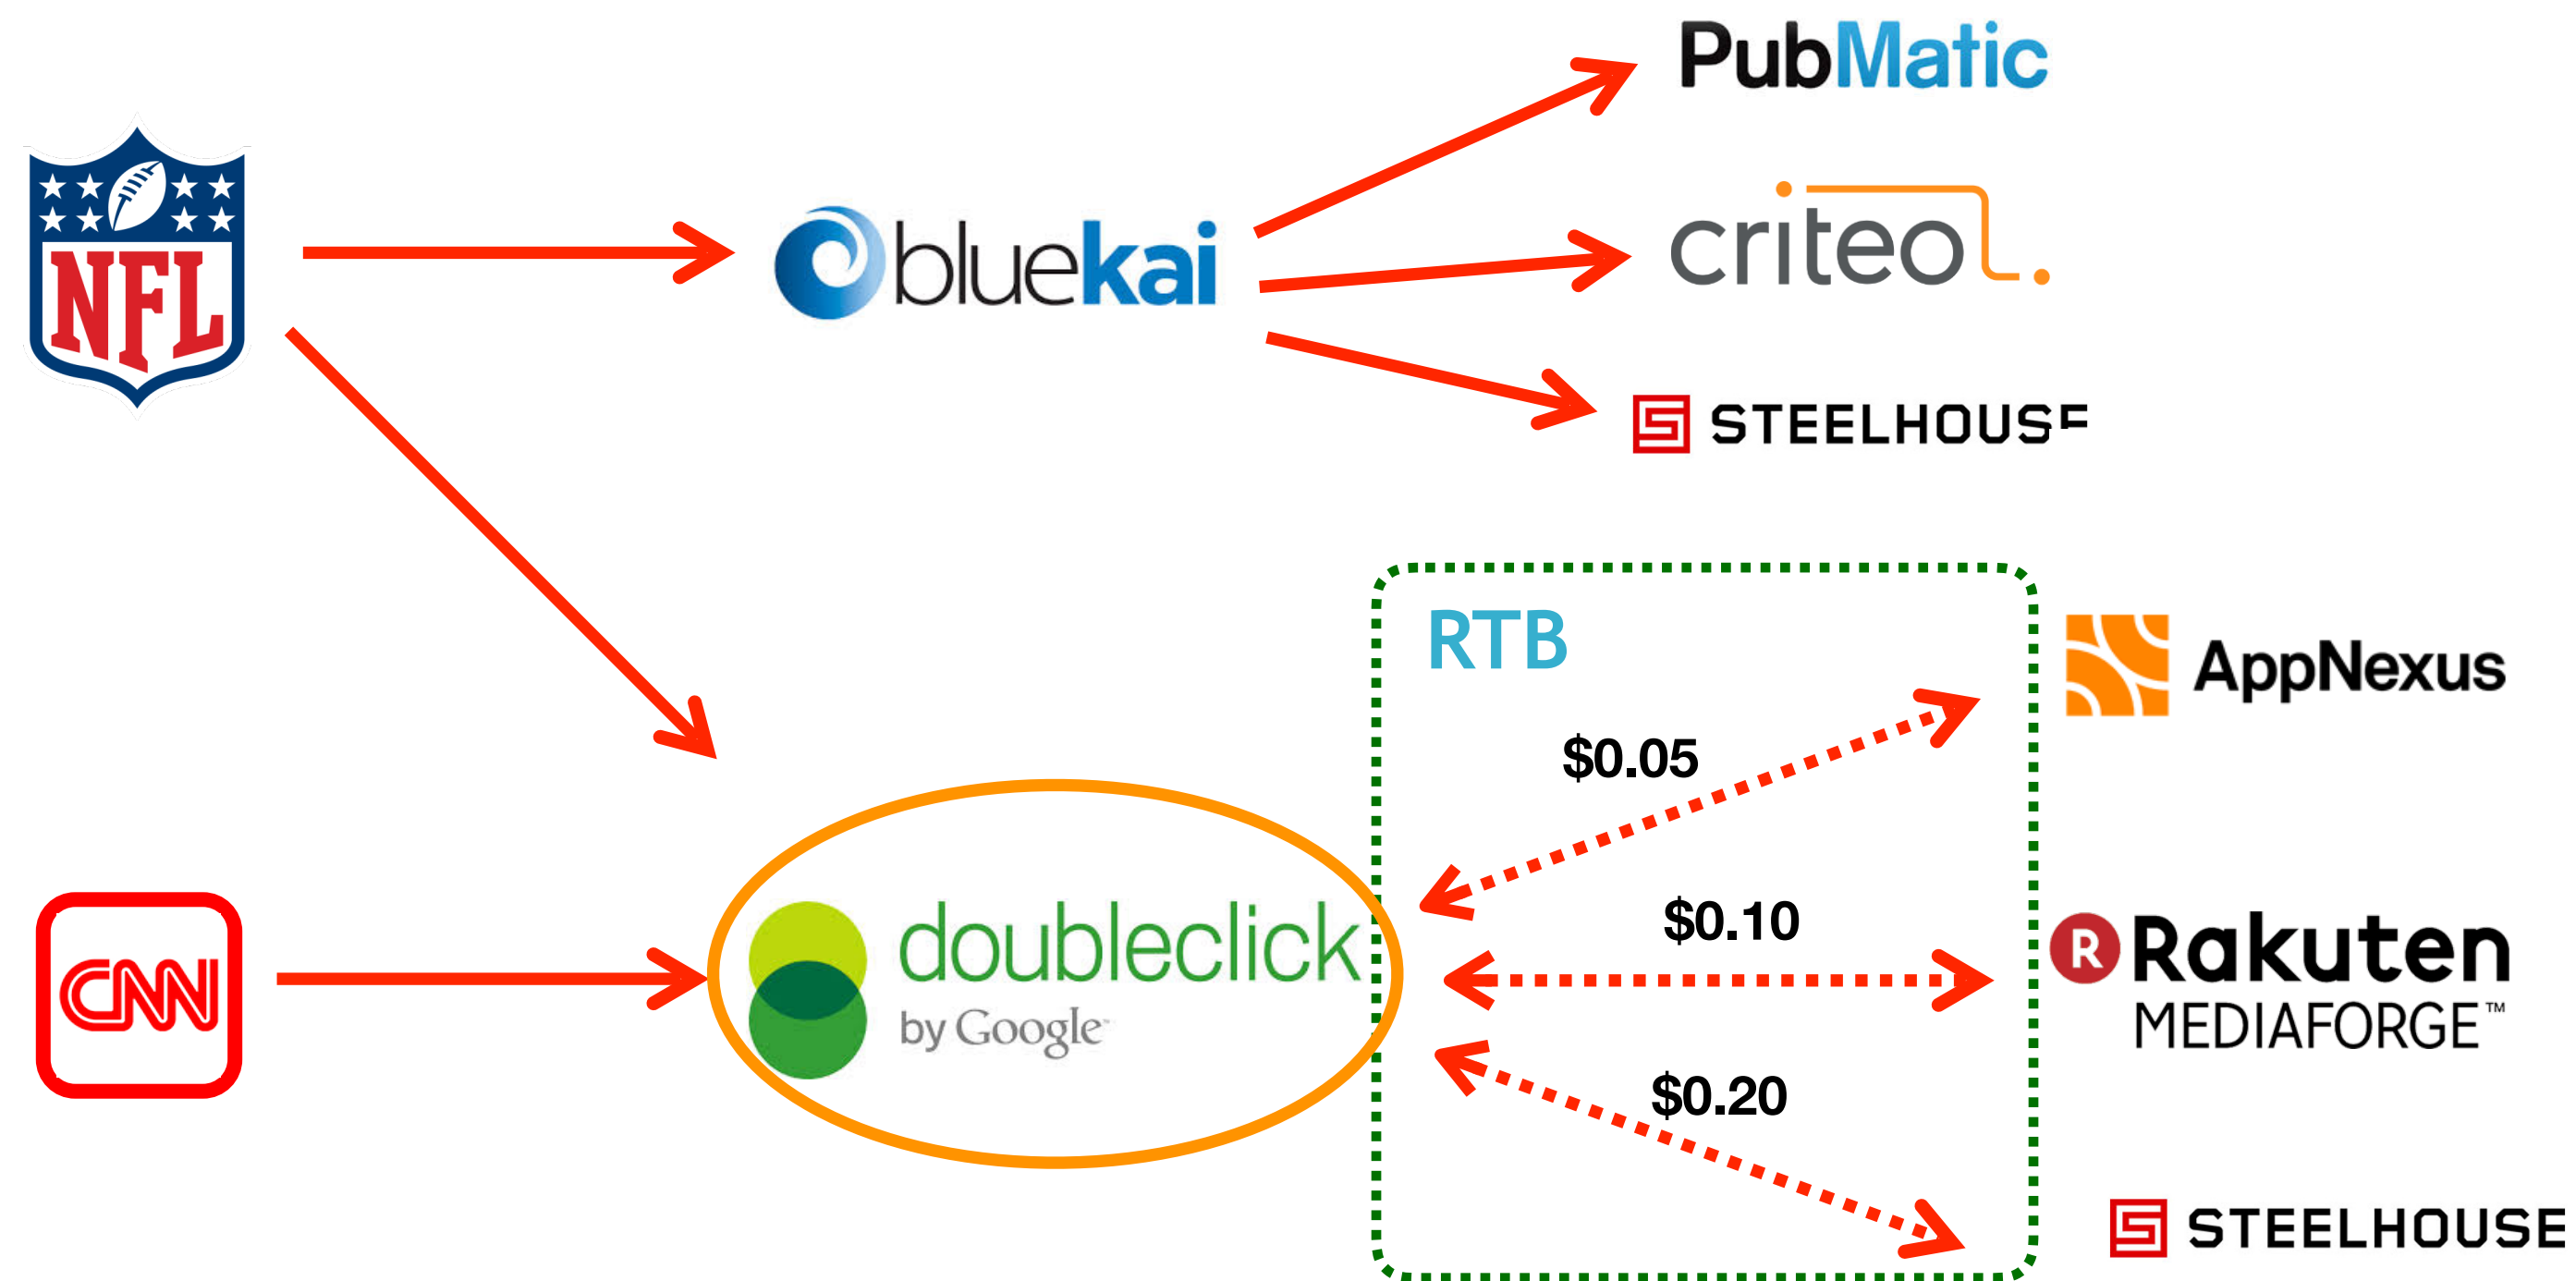 PubMatic
NFL
bluekai
criteo
STEELHOUSE
RTB
AppNexus
$0.05
$0.10
CNN
doubleclick
by Google
R Rakuten
MEDIAFORGE™
$0.20
STEELHOUSE